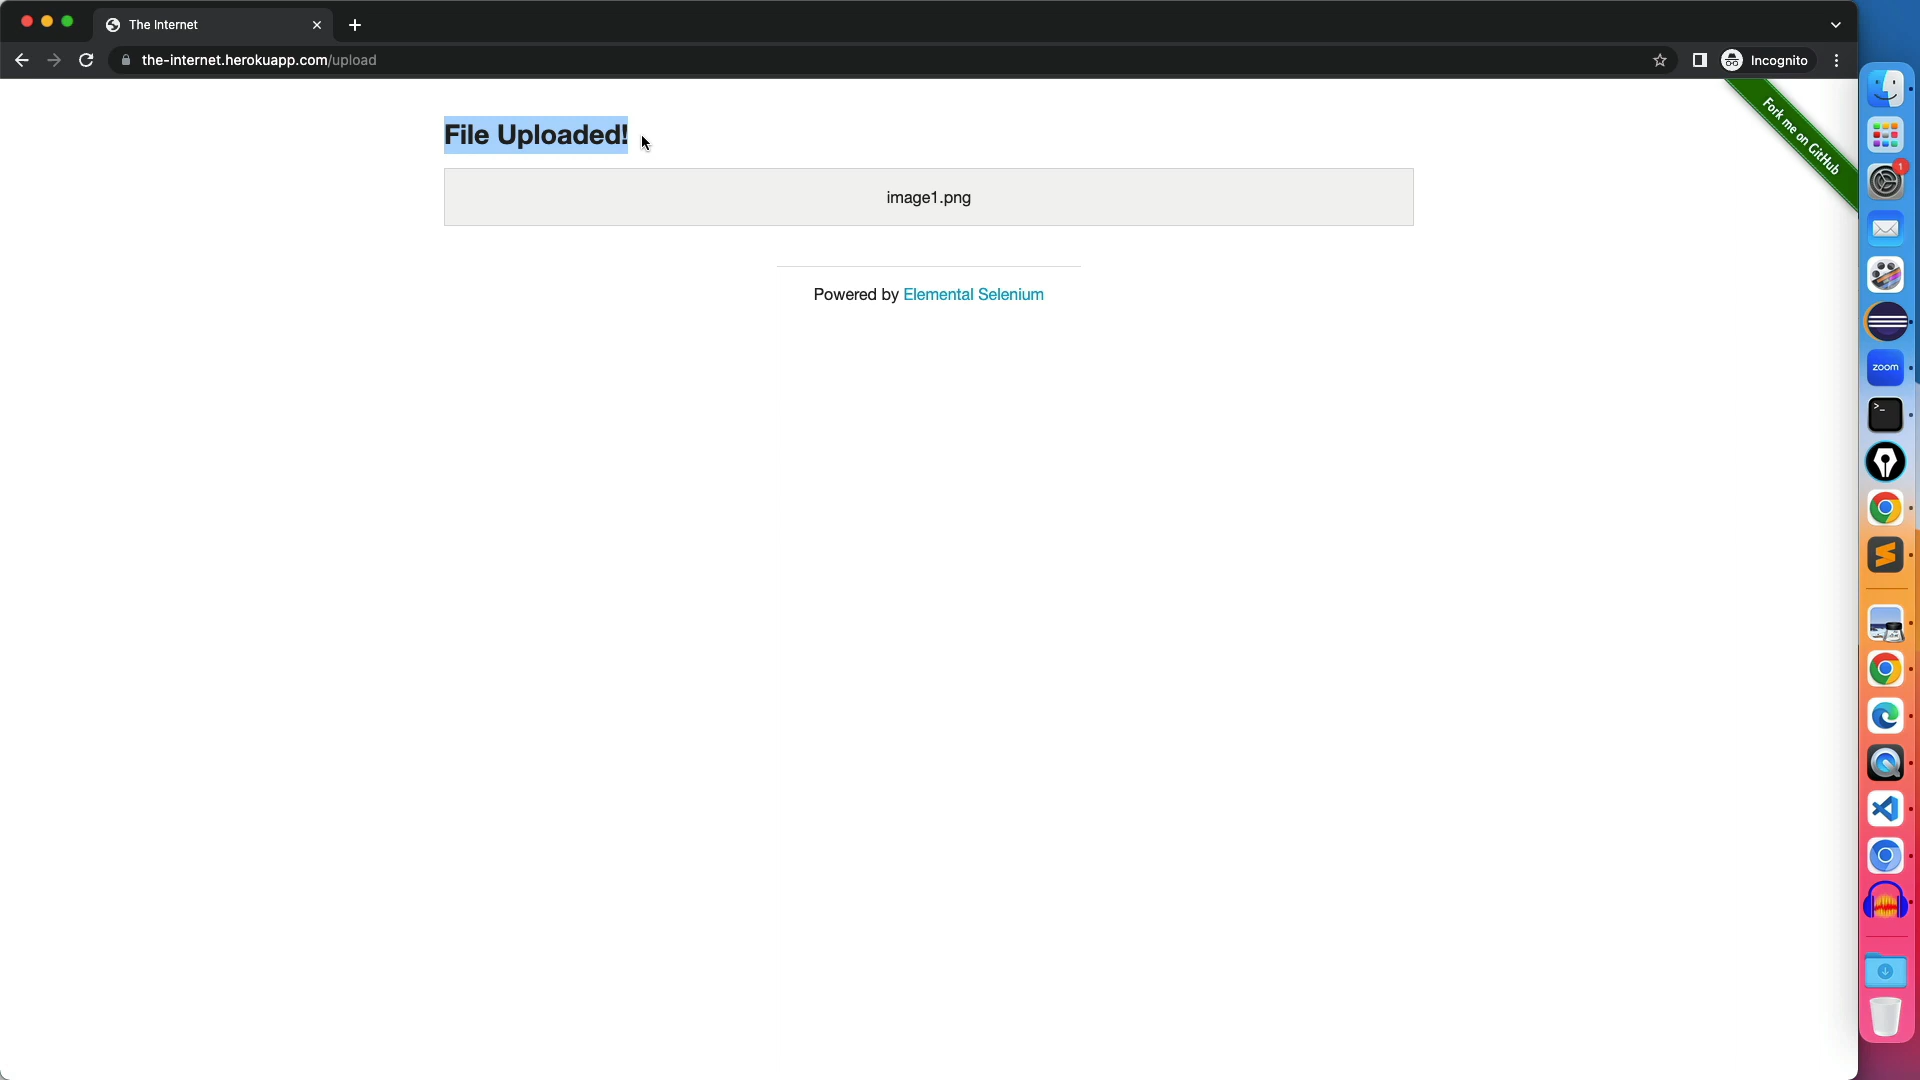 The Internet
the-internet.herokuapp.com/upload
Incognito
File Uploaded!
Fork me on GitHub
image1.png
Powered by Elemental Selenium
1
zoom